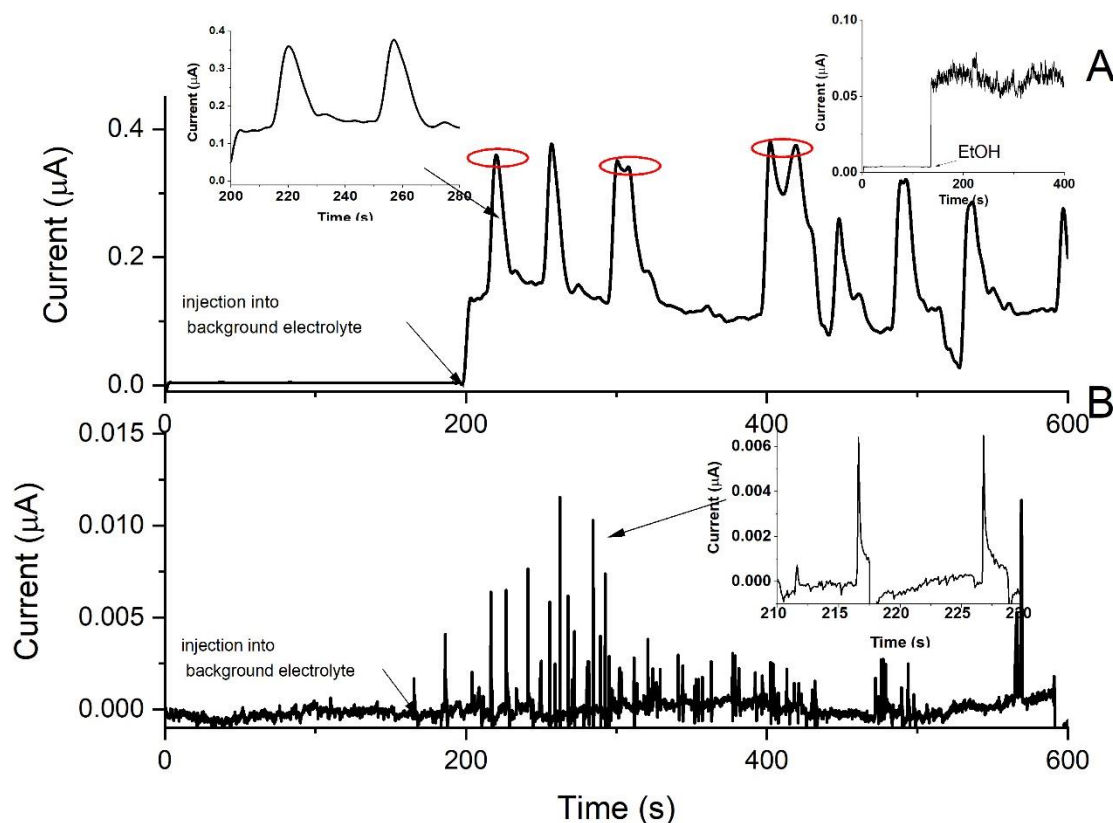 A
Current (µA)
0.4
0.2
0.0
0
200
400
600
injection into
background electrolyte
Current (µA)
0.4
0.3
0.2
0.1
0.0
200
220
240
260
280
Time (s)
Current (µA)
0.10
0.05
0.00
EtOH
0
200
400
Time (s)
B
Current (µA)
0.015
0.010
0.005
0.000
injection into
background electrolyte
Current (µA)
0.006
0.004
0.002
0.000
210
215
220
225
230
Time (s)
0
200
400
600
Time (s)